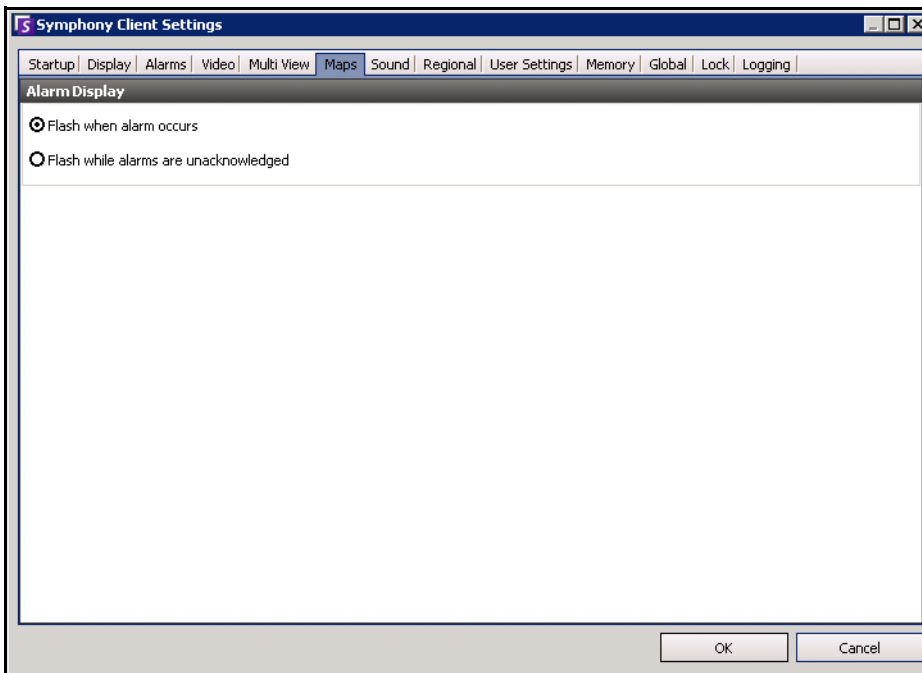 Symphony Client Settings
Startup Display Alarms Video Multi View Maps Sound Regional User Settings Memory Global Lock Logging
Alarm Display
Flash when alarm occurs
Flash while alarms are unacknowledged
OK Cancel